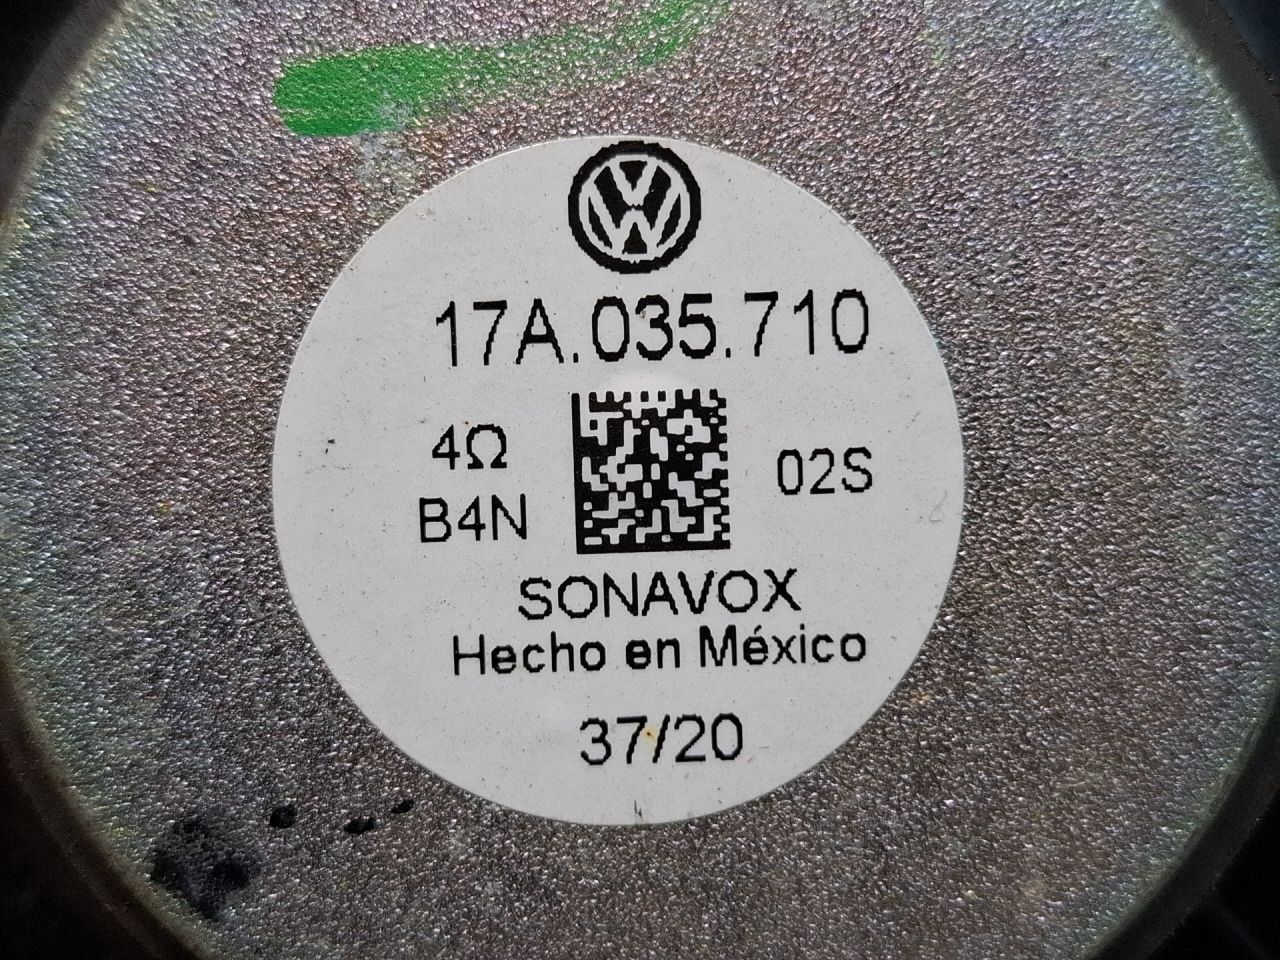 17A.035.710
4Ω
B4N
02S
SONAVOX
Hecho en México
37/20